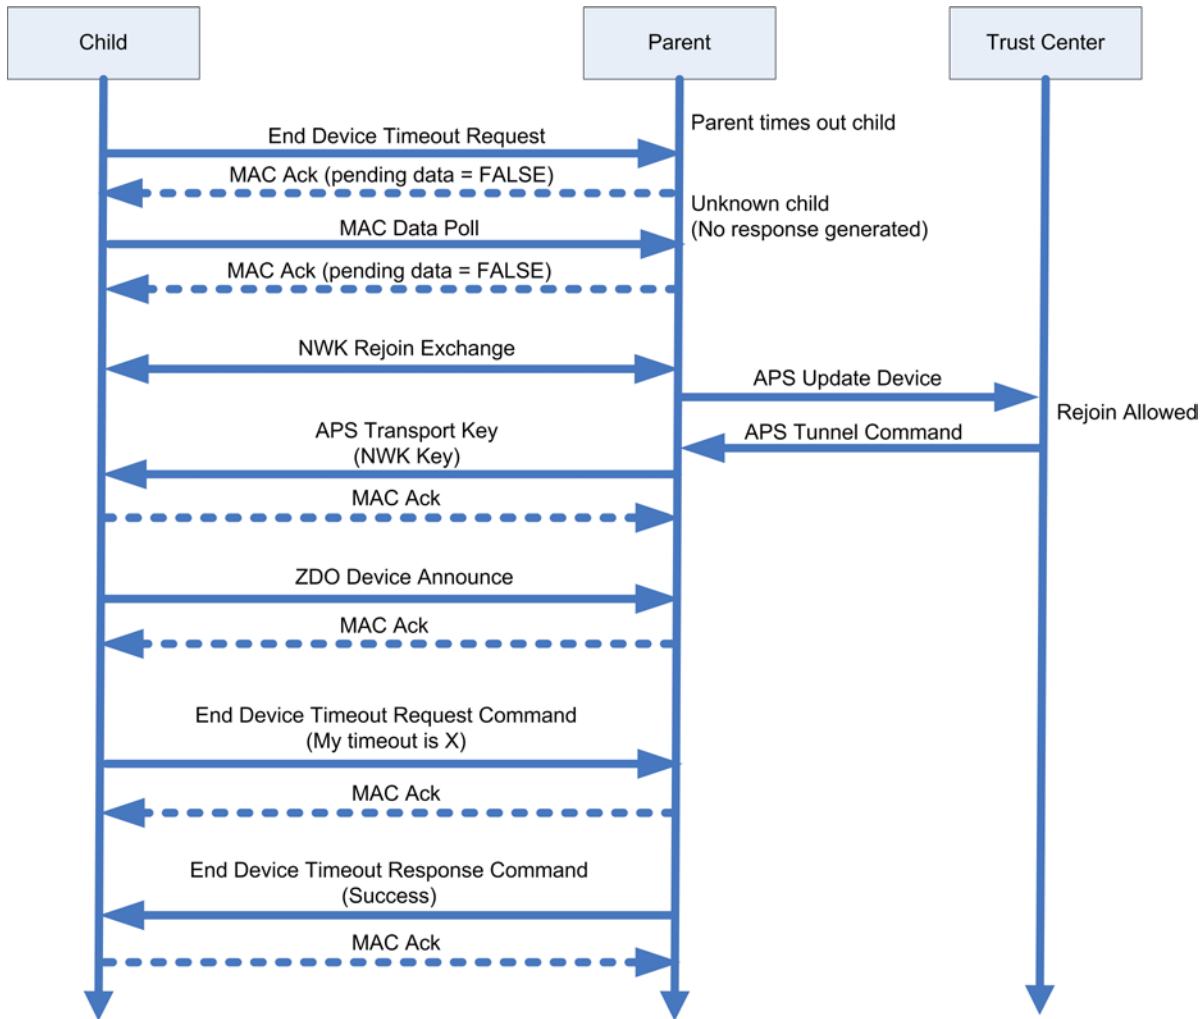 Child
Parent
Trust Center
Parent times out child
End Device Timeout Request
MAC Ack (pending data = FALSE)
Unknown child
(No response generated)
MAC Data Poll
MAC Ack (pending data = FALSE)
NWK Rejoin Exchange
APS Update Device
Rejoin Allowed
APS Tunnel Command
APS Transport Key
(NWK Key)
MAC Ack
ZDO Device Announce
MAC Ack
End Device Timeout Request Command
(My timeout is X)
MAC Ack
End Device Timeout Response Command
(Success)
MAC Ack